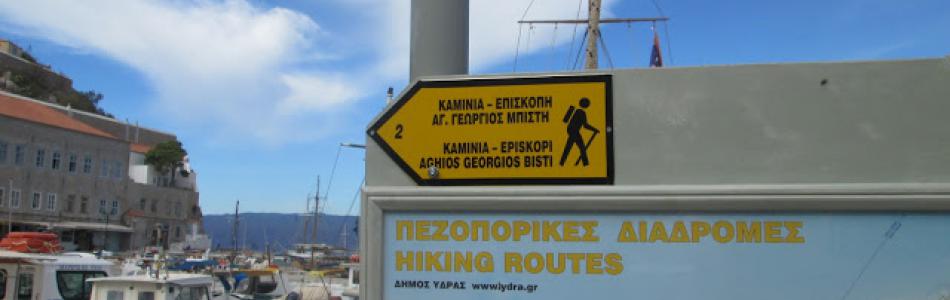 2
ΚΑΜΙΝΙΑ – ΕΠΙΣΚΟΠΗ
ΑΓ. ΓΕΩΡΓΙΟΣ ΜΠΙΣΤΗ
KAMINIA – EPISKOPI
AGHIOS GEORGIOS BISTI
ΠΕΖΟΠΟΡΙΚΕΣ ΔΙΑΔΡΟΜΕΣ
HIKING ROUTES
ΔΗΜΟΣ ΥΔΡΑΣ www.iydra.gr